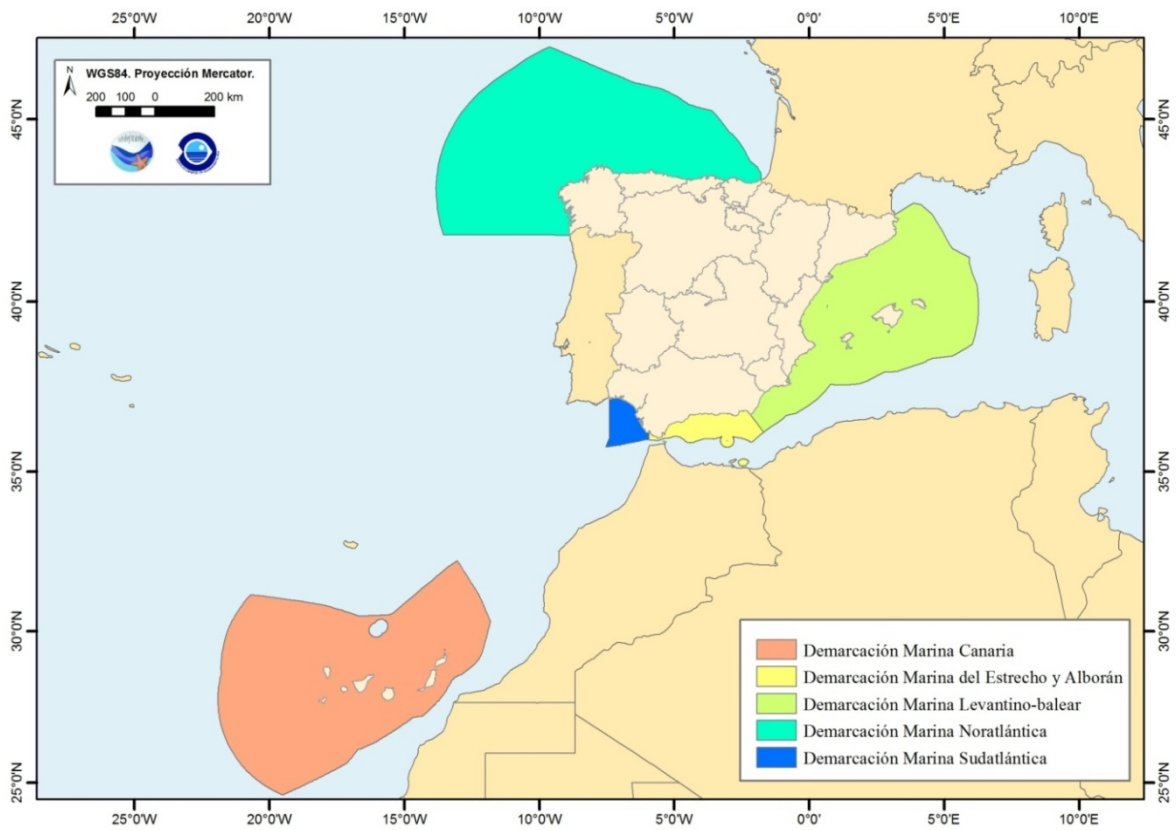 20°0'W 15°0'W 10°0'W 5°0'W 0°0' 5°0'E 10°0'E
N
WGS84. Proyección Mercator.
200 100 0 200 km
45°0'N 45°0'N
40°0'N 40°0'N
35°0'N 35°0'N
30°0'N 30°0'N
25°0'N 25°0'N
Demarcación Marina Canaria
Demarcación Marina del Estrecho y Alborán
Demarcación Marina Levantino-balear
Demarcación Marina Noratlántica
Demarcación Marina Sudatlántica
25°0'W 20°0'W 15°0'W 10°0'W 5°0'W 0°0' 5°0'E 10°0'E